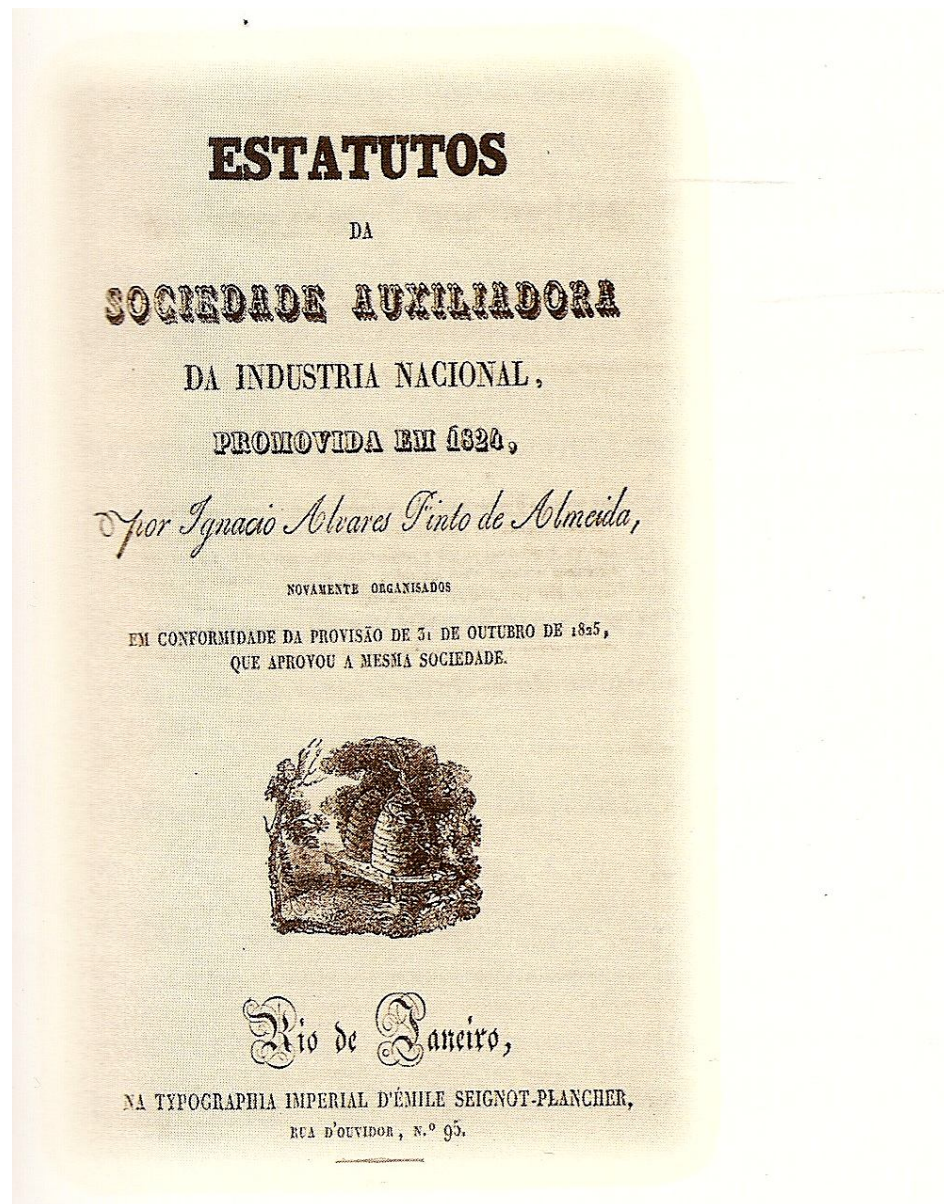 ESTATUTOS
DA
SOCIEDADE AUXILIADORA
DA INDUSTRIA NACIONAL,
PROMOVIDA EM 1824,
por Ignacio Alvares Pinto de Almeida,
NOVAMENTE ORGANISADOS
EM CONFORMIDADE DA PROVISÃO DE 31 DE OUTUBRO DE 1825,
QUE APROVOU A MESMA SOCIEDADE.
Rio de Janeiro,
NA TYPOGRAPHIA IMPERIAL D'ÉMILE SEIGNOT-PLANCHER,
RUA D'OUVIDOR, N.º 95.